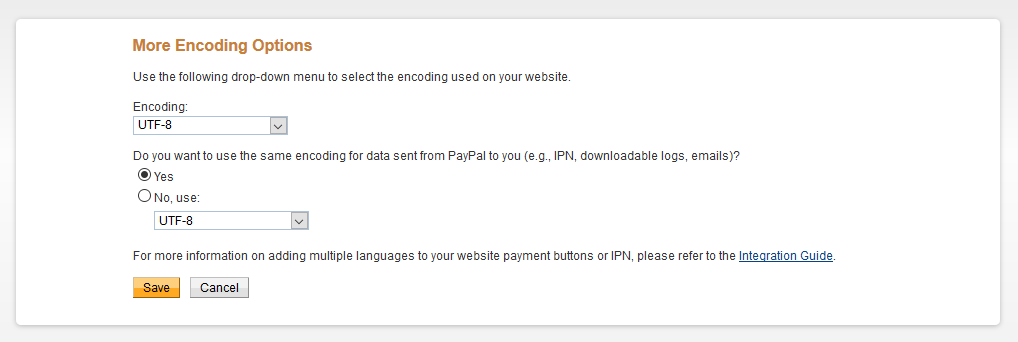 More Encoding Options
Use the following drop-down menu to select the encoding used on your website.
Encoding:
UTF-8
Do you want to use the same encoding for data sent from PayPal to you (e.g., IPN, downloadable logs, emails)?
Yes
No, use:
UTF-8
For more information on adding multiple languages to your website payment buttons or IPN, please refer to the Integration Guide.
Save Cancel